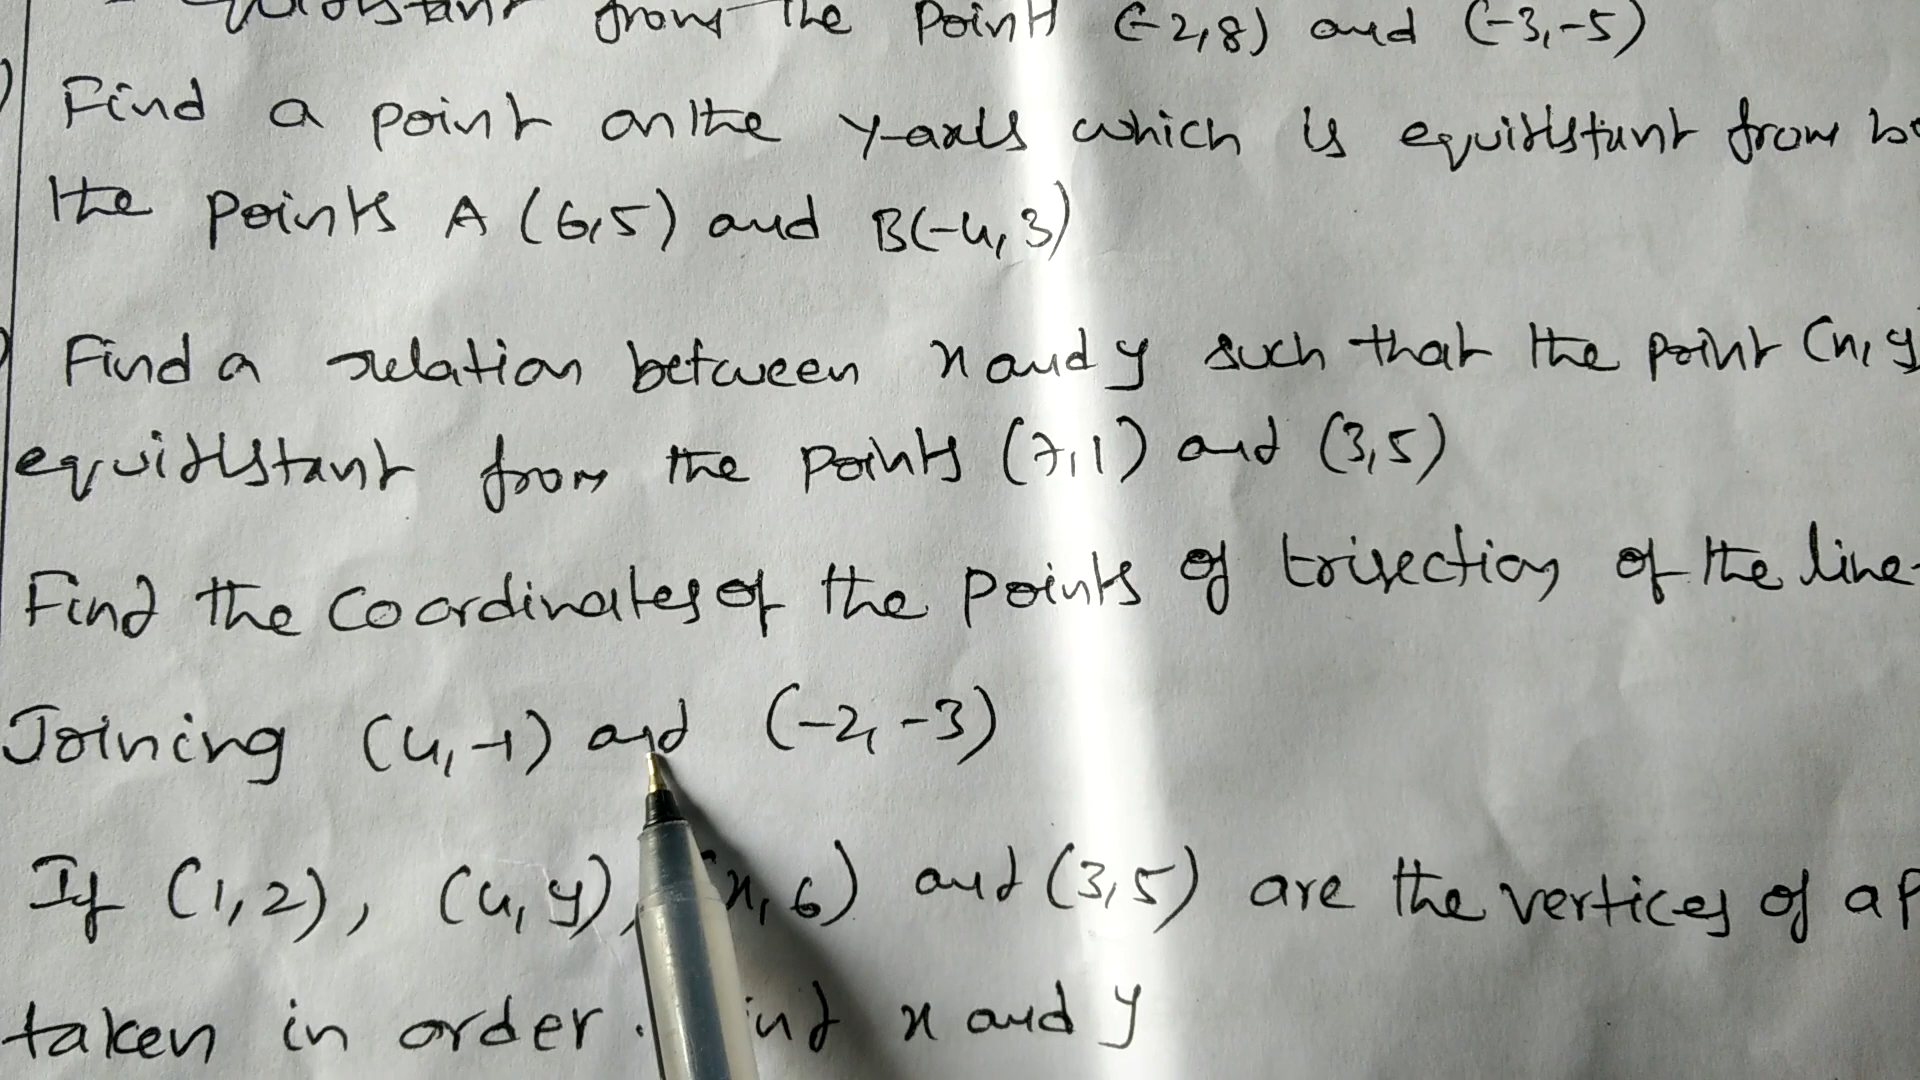 equidistant from the point (-2,8) and (-3,-5)
Find a point on the y-axis which is equidistant from
the points A (6,5) and B(-4,3)
Find a relation between x and y such that the point (x,y
equidistant from the points (7,1) and (3,5)
Find the coordinates of the points of trisection of the line
Joining (4,-1) and (-2,-3)
If (1,2), (4,y), (x,6) and (3,5) are the vertices of a
taken in order. x and y